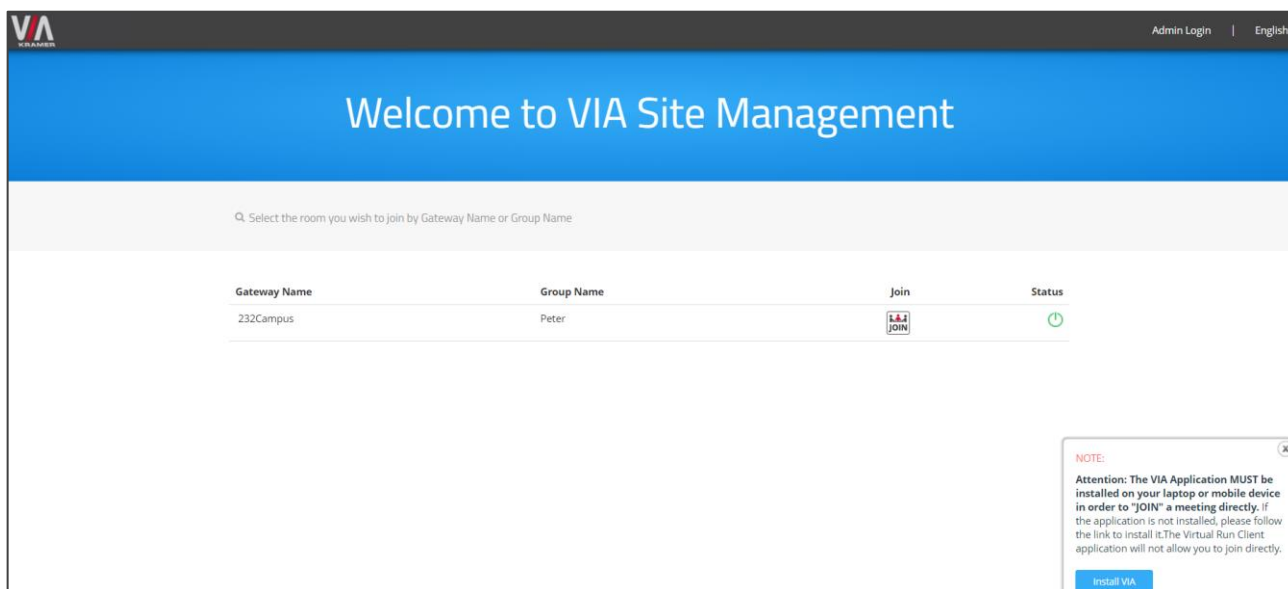 VIA
KRAMER
Admin Login | English
Welcome to VIA Site Management
Select the room you wish to join by Gateway Name or Group Name
Gateway Name Group Name Join Status
232Campus Peter JOIN
NOTE:
Attention: The VIA Application MUST be
installed on your laptop or mobile device
in order to "JOIN" a meeting directly. If
the application is not installed, please follow
the link to install it.The Virtual Run Client
application will not allow you to join directly.
Install VIA